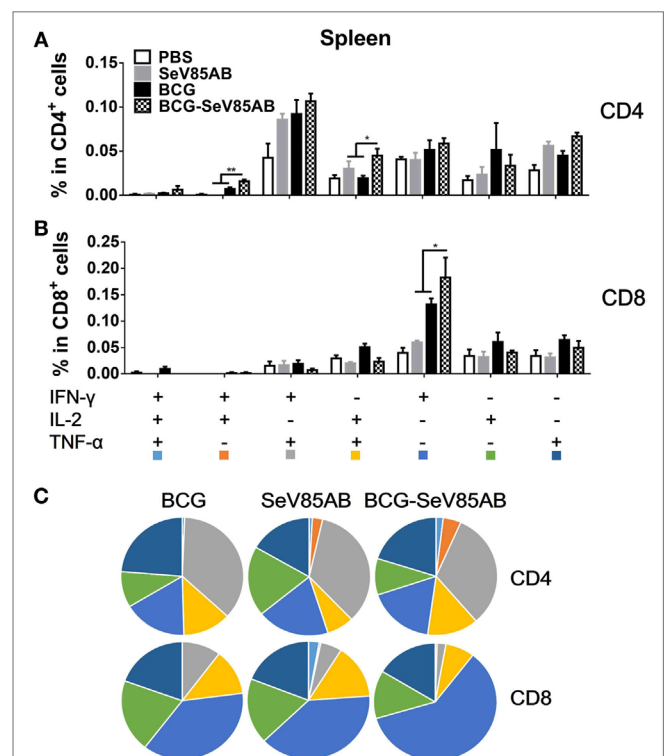 A
Spleen
PBS
SeV85AB
BCG
BCG-SeV85AB
CD4
% in CD4+ cells
0.15
0.10
0.05
0.00
**
*
B
CD8
% in CD8+ cells
0.25
0.20
0.15
0.10
0.05
0.00
*
IFN-γ + + + - + - -
IL-2 + + - + - + -
TNF-α + - + + - - +
C
BCG SeV85AB BCG-SeV85AB
CD4
CD8